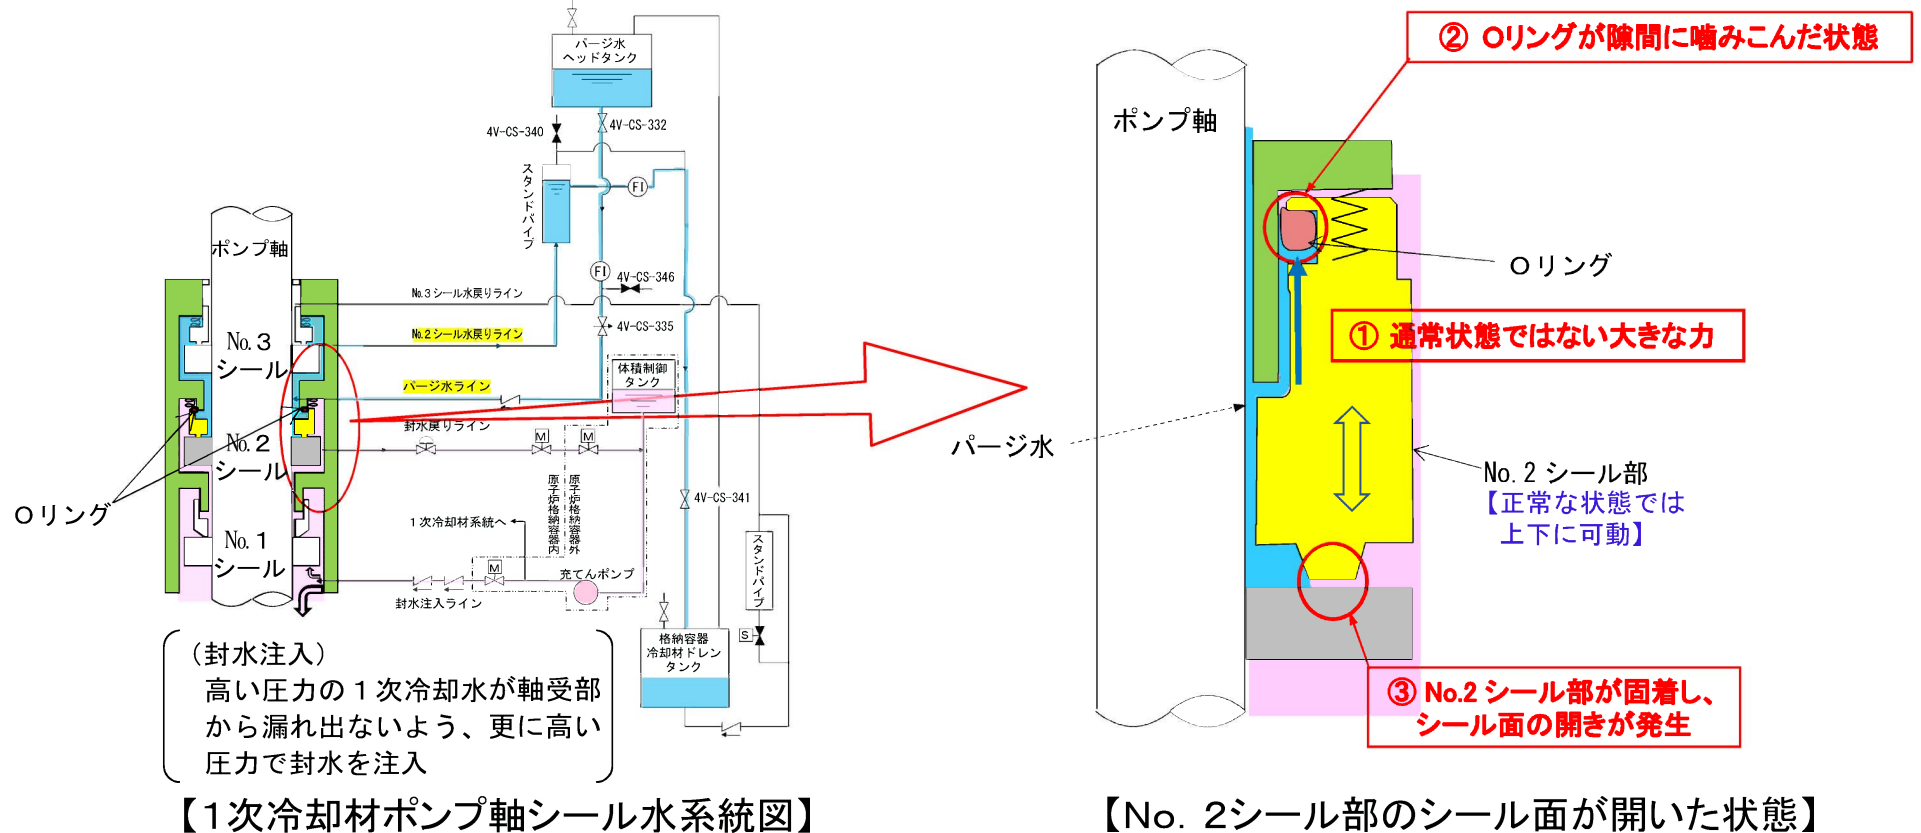 パージ水
ヘッドタンク
4V-CS-340
4V-CS-332
スタンドパイプ
FI
ポンプ軸
FI
4V-CS-346
No.3 シール水戻りライン
No.2 シール水戻りライン
4V-CS-335
No.3
シール
体積制御
タンク
パージ水ライン
封水戻りライン
M
M
No.2
シール
原子炉格納容器内
原子炉格納容器外
4V-CS-341
Oリング
1次冷却材系統へ
No.1
シール
M
充てんポンプ
スタンドパイプ
封水注入ライン
S
格納容器
冷却材ドレン
タンク
(封水注入)
高い圧力の1次冷却水が軸受部
から漏れ出ないよう、更に高い
圧力で封水を注入
【1次冷却材ポンプ軸シール水系統図】
② Oリングが隙間に噛みこんだ状態
ポンプ軸
Oリング
① 通常状態ではない大きな力
パージ水
No. 2 シール部
【正常な状態では
上下に可動】
③ No.2 シール部が固着し、
シール面の開きが発生
【No. 2シール部のシール面が開いた状態】